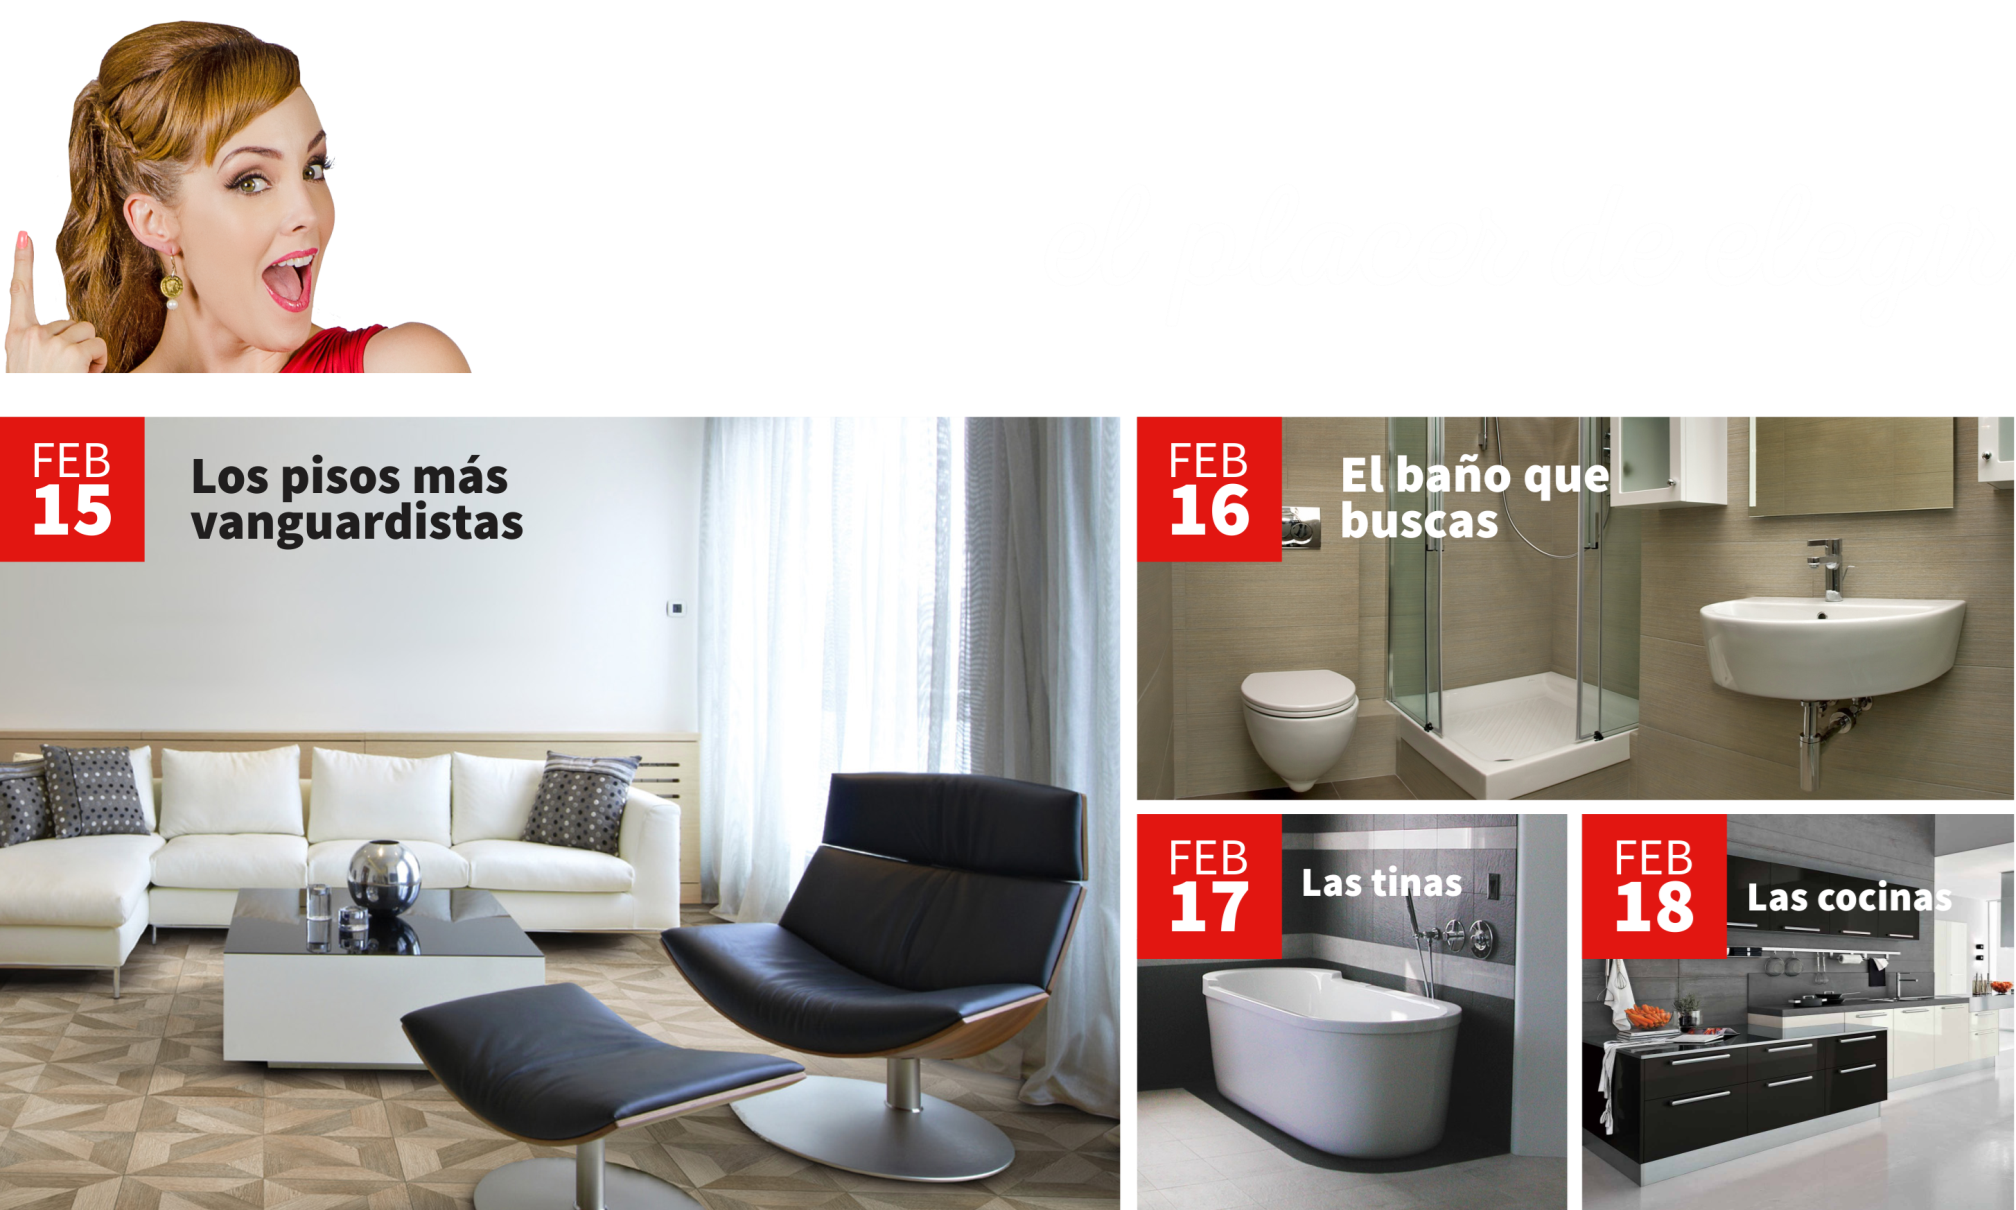 FEB
15
Los pisos más
vanguardistas
FEB
16
El baño que
buscas
FEB
17
Las tinas
FEB
18
Las cocinas